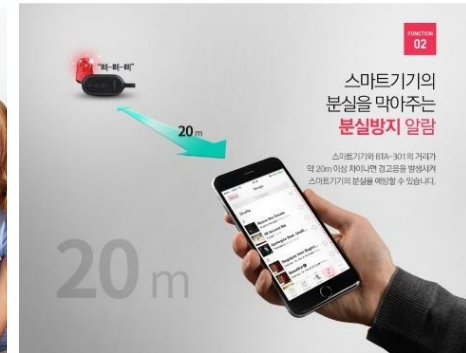 FUNCTION
02
"삐-삐-삐"
스마트기기의
분실을 막아주는
분실방지 알람
20 m
스마트기기와 BTA-301의 거리가
약 20m 이상 차이나면 경고음을 발생시켜
스마트기기의 분실을 예방할 수 있습니다.
20 m